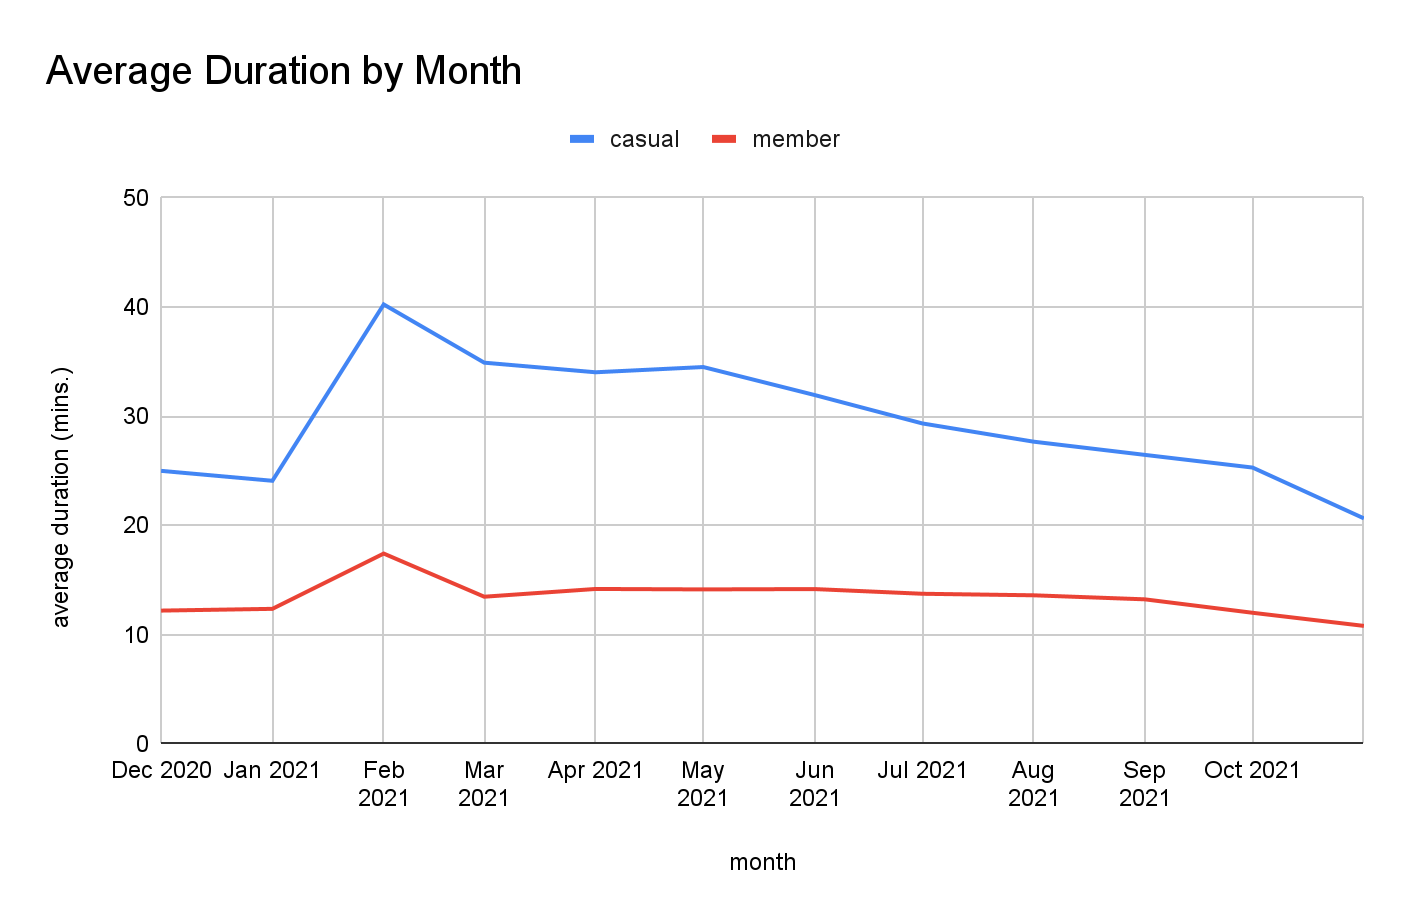 Average Duration by Month
casual member
50
40
30
20
10
0
average duration (mins.)
Dec 2020 Jan 2021 Feb 2021 Mar 2021 Apr 2021 May 2021 Jun 2021 Jul 2021 Aug 2021 Sep 2021 Oct 2021
month